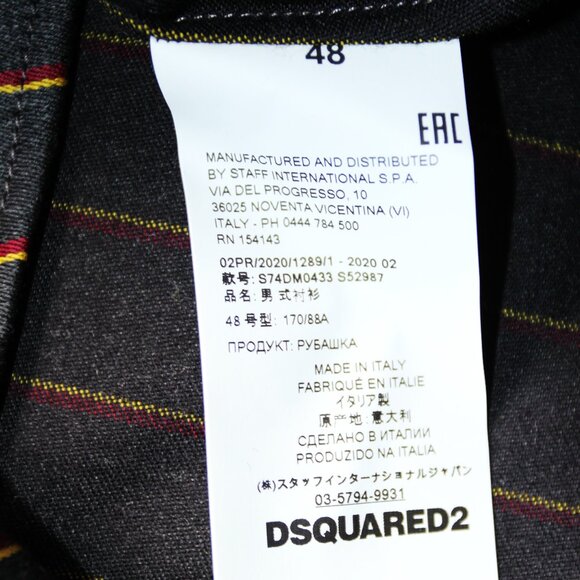 48
EAC
MANUFACTURED AND DISTRIBUTED
BY STAFF INTERNATIONAL S.P.A.
VIA DEL PROGRESSO, 10
36025 NOVENTA VICENTINA (VI)
ITALY - PH 0444 784 500
RN 154143
02PR/2020/1289/1 - 2020 02
款号: S74DM0433 S52987
品名: 男式衬衫
48 号型: 170/88A
ПРОДУКТ: РУБАШКА
MADE IN ITALY
FABRIQUÉ EN ITALIE
イタリア製
原产地: 意大利
СДЕЛАНО В ИТАЛИИ
PRODUZIDO NA ITALIA
(株)スタッフインターナショナルジャパン
03-5794-9931
DSQUARED2